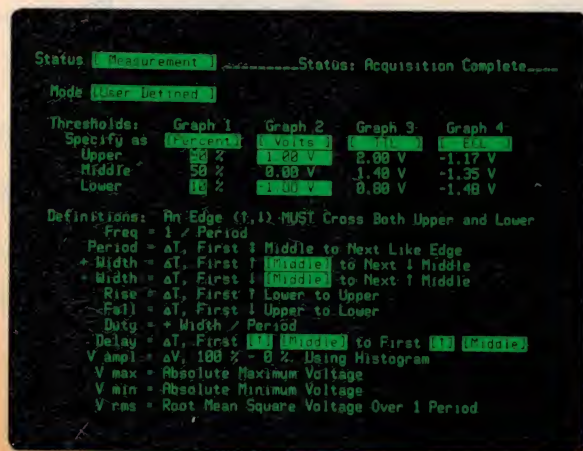 Status [ Measurement ] Status: Acquisition Complete
Mode [User Defined ]
Thresholds: Graph 1 Graph 2 Graph 3 Graph 4
Specify as [Percent] [ Volts ] [ TTL ] [ ECL ]
Upper 90 % 1.00 V 2.00 V -1.17 V
Middle 50 % 0.00 V 1.40 V -1.35 V
Lower 10 % -1.00 V 0.80 V -1.48 V
Definitions: An Edge (↑,↓) MUST Cross Both Upper and Lower
Freq = 1 / Period
Period = ΔT, First ↕ Middle to Next Like Edge
+ Width = ΔT, First ↑ [Middle] to Next ↓ Middle
- Width = ΔT, First ↓ [Middle] to Next ↑ Middle
Rise = ΔT, First ↑ Lower to Upper
Fall = ΔT, First ↓ Upper to Lower
Duty = + Width / Period
Delay = ΔT, First [↑] [Middle] to First [↑] [Middle]
V ampl = ΔV, 100 % - 0 %, Using Histogram
V max = Absolute Maximum Voltage
V min = Absolute Minimum Voltage
V rms = Root Mean Square Voltage Over 1 Period